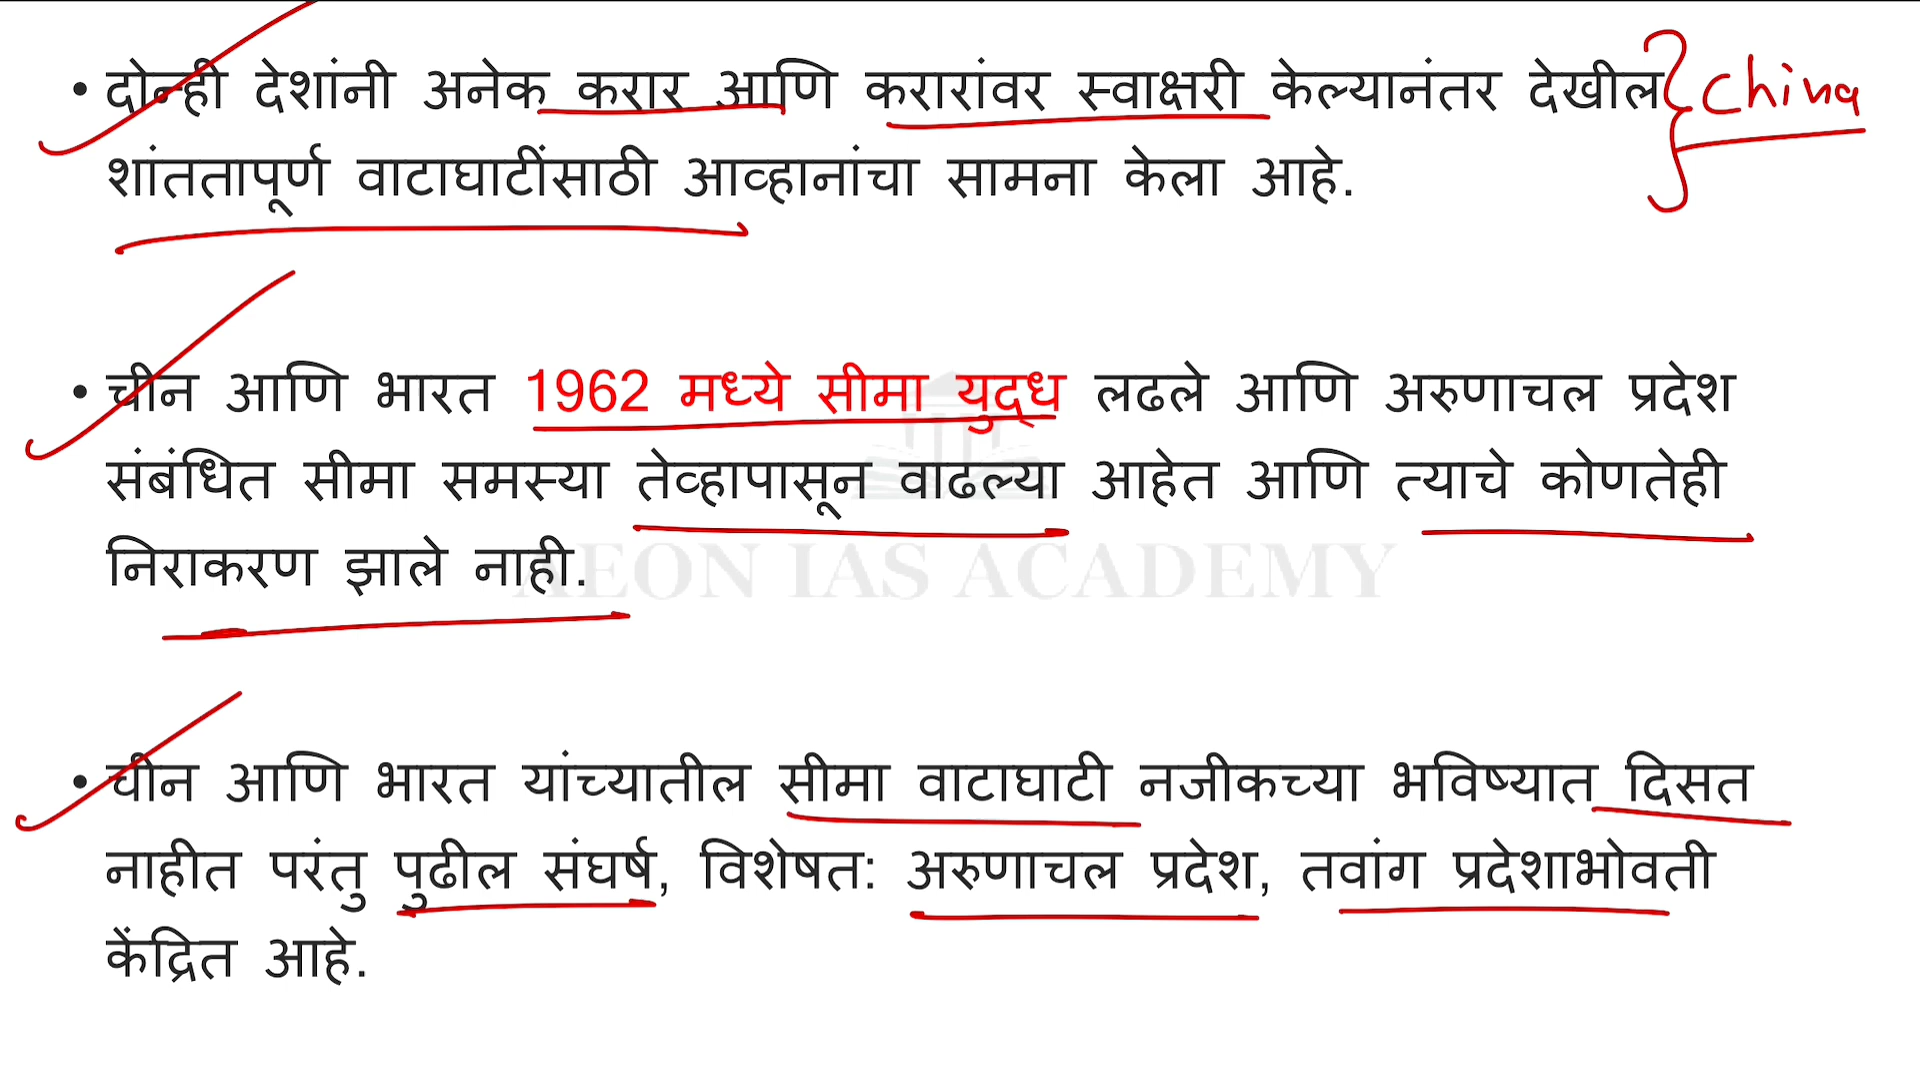 • दोन्ही देशांनी अनेक करार आणि करारांवर स्वाक्षरी केल्यानंतर देखील China
शांततापूर्ण वाटाघाटींसाठी आव्हानांचा सामना केला आहे.
• चीन आणि भारत 1962 मध्ये सीमा युद्ध लढले आणि अरुणाचल प्रदेश
संबंधित सीमा समस्या तेव्हापासून वाढल्या आहेत आणि त्याचे कोणतेही
निराकरण झाले नाही.
AEON IAS ACADEMY
• चीन आणि भारत यांच्यातील सीमा वाटाघाटी नजीकच्या भविष्यात दिसत
नाहीत परंतु पुढील संघर्ष, विशेषत: अरुणाचल प्रदेश, तवांग प्रदेशाभोवती
केंद्रित आहे.